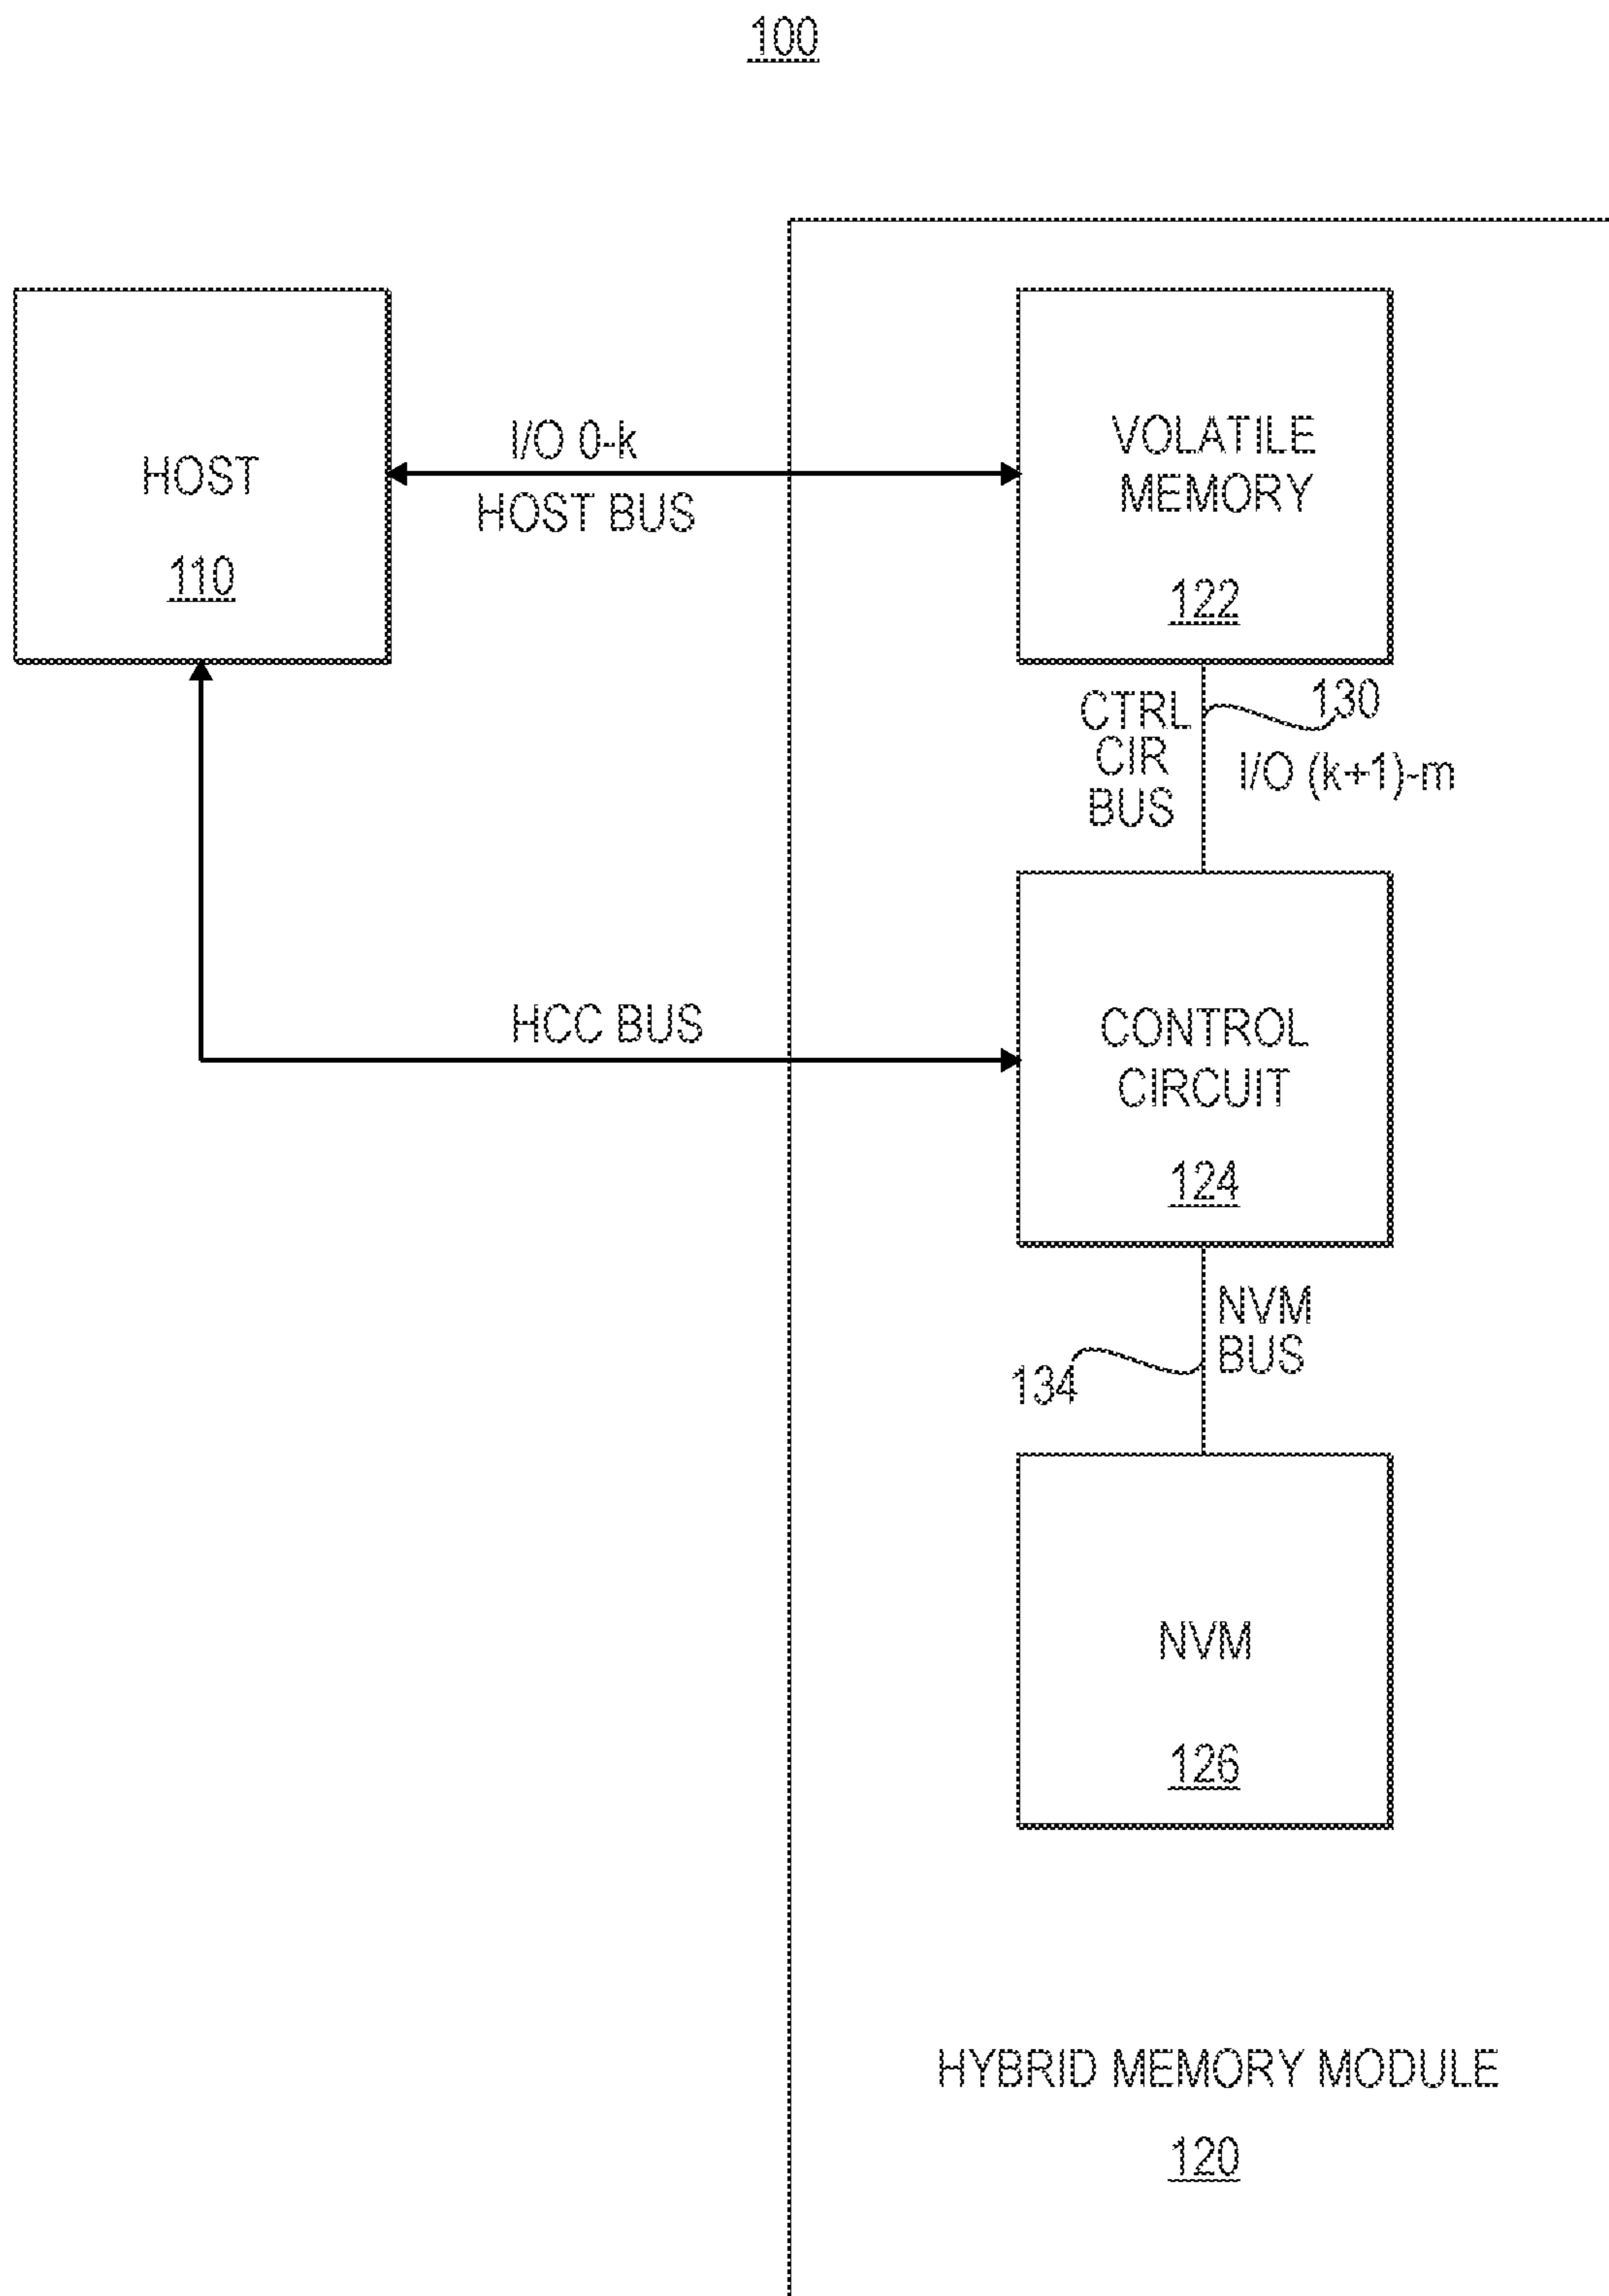 100
HOST
110
I/O 0-k
HOST BUS
VOLATILE
MEMORY
122
CTRL
CIR
BUS
130
I/O (k+1)-m
HCC BUS
CONTROL
CIRCUIT
124
NVM
BUS
134
NVM
126
HYBRID MEMORY MODULE
120